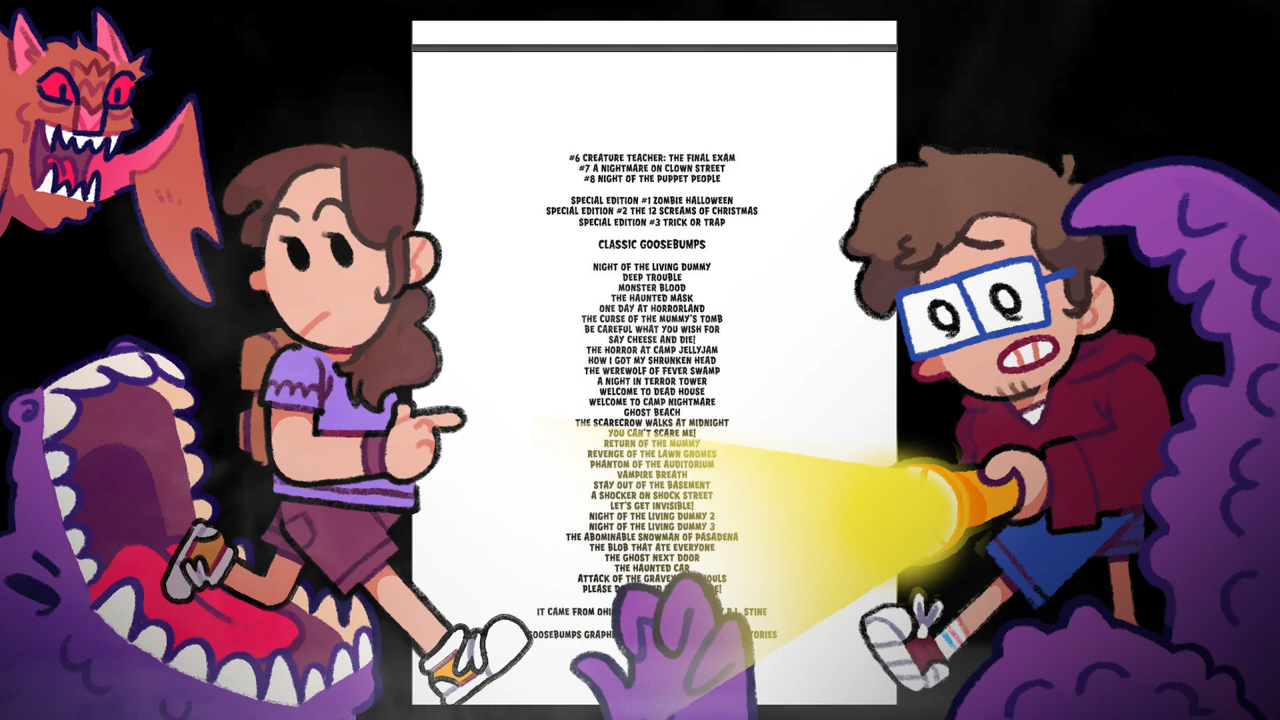 #6 CREATURE TEACHER: THE FINAL EXAM
#7 A NIGHTMARE ON CLOWN STREET
#8 NIGHT OF THE PUPPET PEOPLE
SPECIAL EDITION #1 ZOMBIE HALLOWEEN
SPECIAL EDITION #2 THE 12 SCREAMS OF CHRISTMAS
SPECIAL EDITION #3 TRICK OR TRAP
CLASSIC GOOSEBUMPS
NIGHT OF THE LIVING DUMMY
DEEP TROUBLE
MONSTER BLOOD
THE HAUNTED MASK
ONE DAY AT HORRORLAND
THE CURSE OF THE MUMMY'S TOMB
BE CAREFUL WHAT YOU WISH FOR
SAY CHEESE AND DIE!
THE HORROR AT CAMP JELLYJAM
HOW I GOT MY SHRUNKEN HEAD
THE WEREWOLF OF FEVER SWAMP
A NIGHT IN TERROR TOWER
WELCOME TO DEAD HOUSE
WELCOME TO CAMP NIGHTMARE
GHOST BEACH
THE SCARECROW WALKS AT MIDNIGHT
YOU CAN'T SCARE ME!
RETURN OF THE MUMMY
REVENGE OF THE LAWN GNOMES
PHANTOM OF THE AUDITORIUM
VAMPIRE BREATH
STAY OUT OF THE BASEMENT
A SHOCKER ON SHOCK STREET
LET'S GET INVISIBLE!
NIGHT OF THE LIVING DUMMY 2
NIGHT OF THE LIVING DUMMY 3
THE ABOMINABLE SNOWMAN OF PASADENA
THE BLOB THAT ATE EVERYONE
THE GHOST NEXT DOOR
THE HAUNTED CAR
ATTACK OF THE
PLEASE
IT CAME FROM R.L. STINE
GOOSEBUMPS